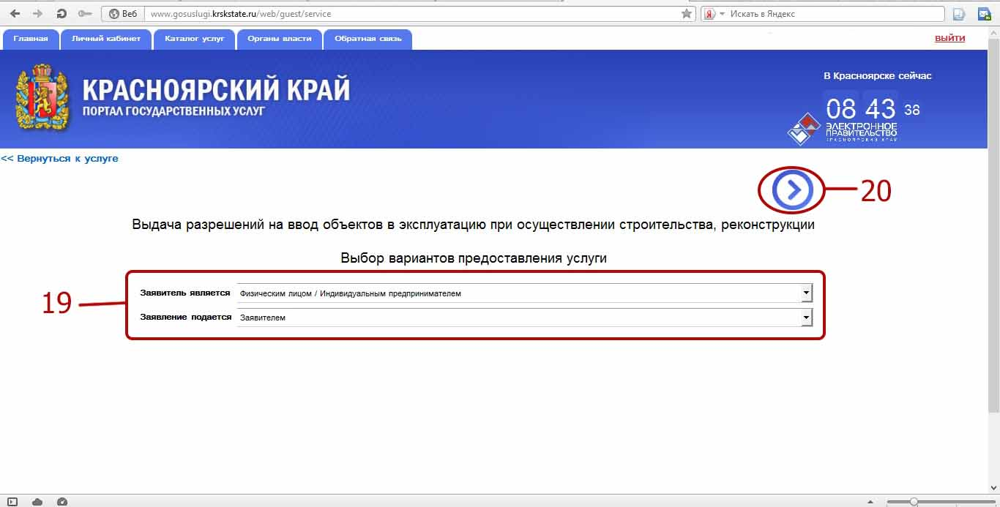 Веб www.gosuslugi.krskstate.ru/web/guest/service Искать в Яндекс
Главная Личный кабинет Каталог услуг Органы власти Обратная связь ВЫЙТИ
В Красноярске сейчас
КРАСНОЯРСКИЙ КРАЙ
ПОРТАЛ ГОСУДАРСТВЕННЫХ УСЛУГ
08 43 38
ЭЛЕКТРОННОЕ
ПРАВИТЕЛЬСТВО
КРАСНОЯРСКИЙ КРАЙ
<< Вернуться к услуге
20
Выдача разрешений на ввод объектов в эксплуатацию при осуществлении строительства, реконструкции
Выбор вариантов предоставления услуги
19
Заявитель является Физическим лицом / Индивидуальным предпринимателем
Заявление подается Заявителем